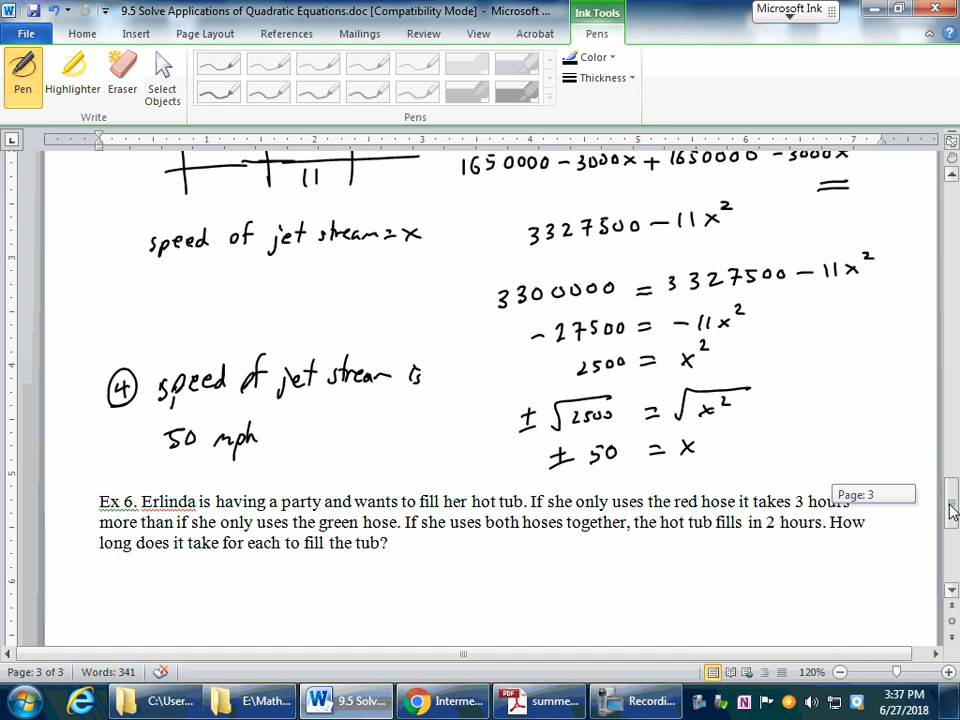 9.5 Solve Applications of Quadratic Equations.doc [Compatibility Mode] - Microsoft ...
Ink Tools
Microsoft Ink
File Home Insert Page Layout References Mailings Review View Acrobat Pens
Pen Highlighter Eraser Select Objects
Color
Thickness
Write
Pens
1 2 3 4 5 6 7
11
1650000 - 3000x + 1650000 - 3000x
=
speed of jet stream = x
3327500 - 11x²
3300000 = 3327500 - 11x²
-27500 = -11x²
2500 = x²
④ speed of jet stream is
50 mph
± √2500 = √x²
± 50 = x
Page: 3
Ex 6. Erlinda is having a party and wants to fill her hot tub. If she only uses the red hose it takes 3 hours
more than if she only uses the green hose. If she uses both hoses together, the hot tub fills in 2 hours. How
long does it take for each to fill the tub?
Page: 3 of 3 Words: 341 120%
C:\User... E:\Math... 9.5 Solv... Interme... summe... Recordi...
3:37 PM
6/27/2018